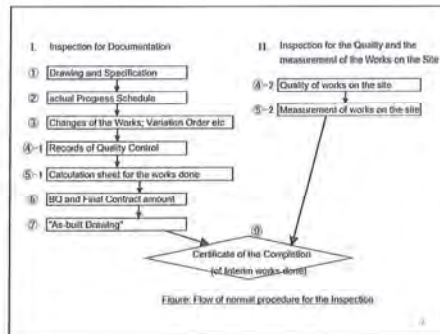 I. Inspection for Documentation
① Drawing and Specification
② actual Progress Schedule
③ Changes of the Works; Variation Order etc
④-1 Records of Quality Control
⑤-1 Calculation sheet for the works done
⑥ BQ and Final Contract amount
⑦ "As-built Drawing"
II. Inspection for the Quality and the
measurement of the Works on the Site
④-2 Quality of works on the site
⑤-2 Measurement of works on the site
Certificate of the Completion
(of Interim works done)
Figure: Flow of normal procedure for the Inspection